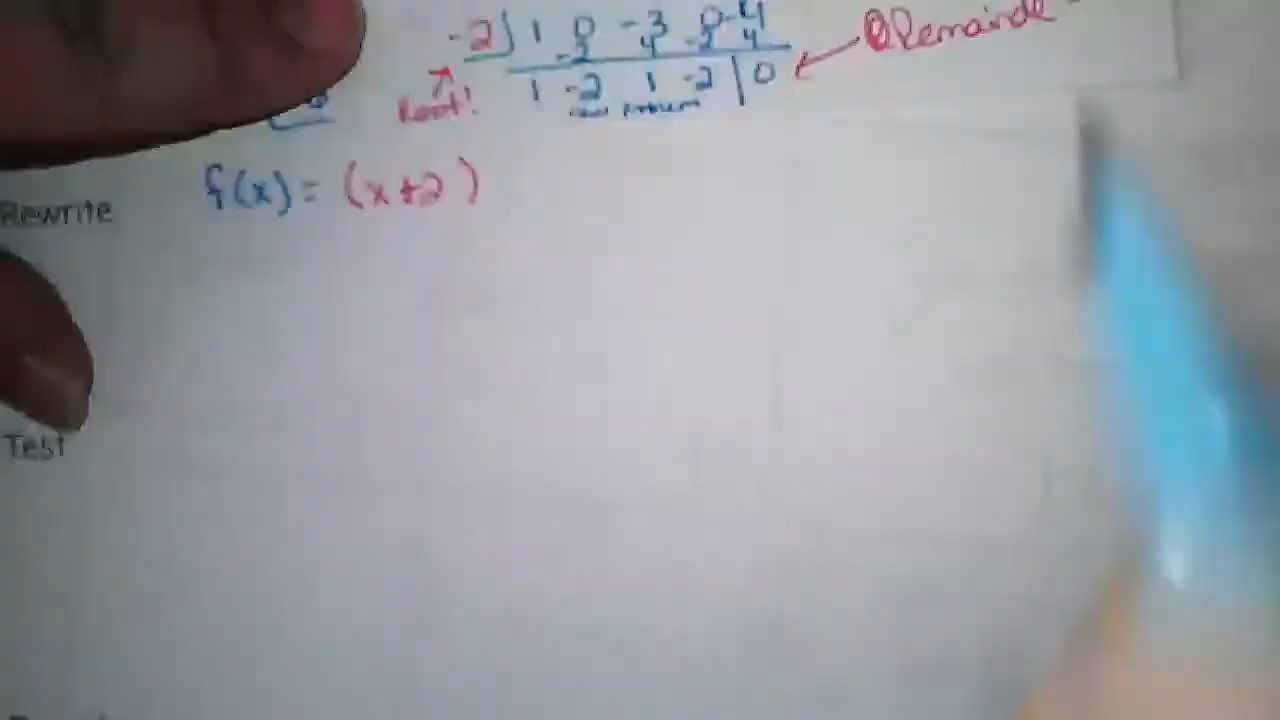 -2) 1 0 -3 0 -4
-2 4 -2 4
1 -2 1 -2 | 0
Root!
Problem
Rewrite f(x) = (x+2)
Test